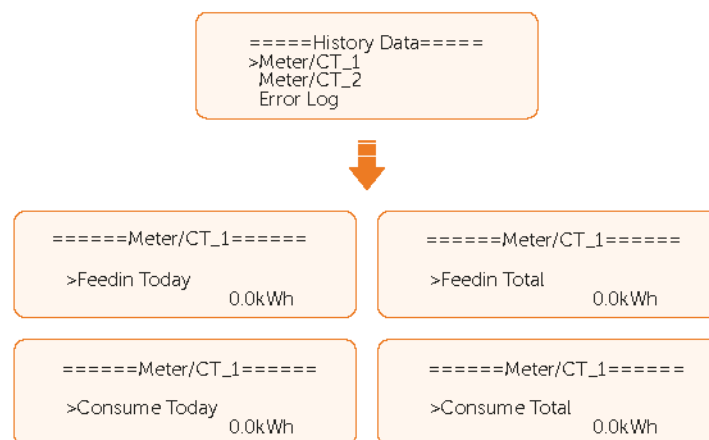 =====History Data=====
>Meter/CT_1
Meter/CT_2
Error Log
======Meter/CT_1======
>Feedin Today
0.0kWh
======Meter/CT_1======
>Feedin Total
0.0kWh
======Meter/CT_1======
>Consume Today
0.0kWh
======Meter/CT_1======
>Consume Total
0.0kWh